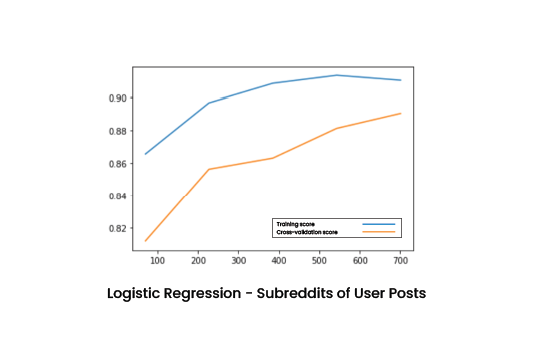 0.90
0.88
0.86
0.84
0.82
Training score
Cross-validation score
100 200 300 400 500 600 700
Logistic Regression - Subreddits of User Posts